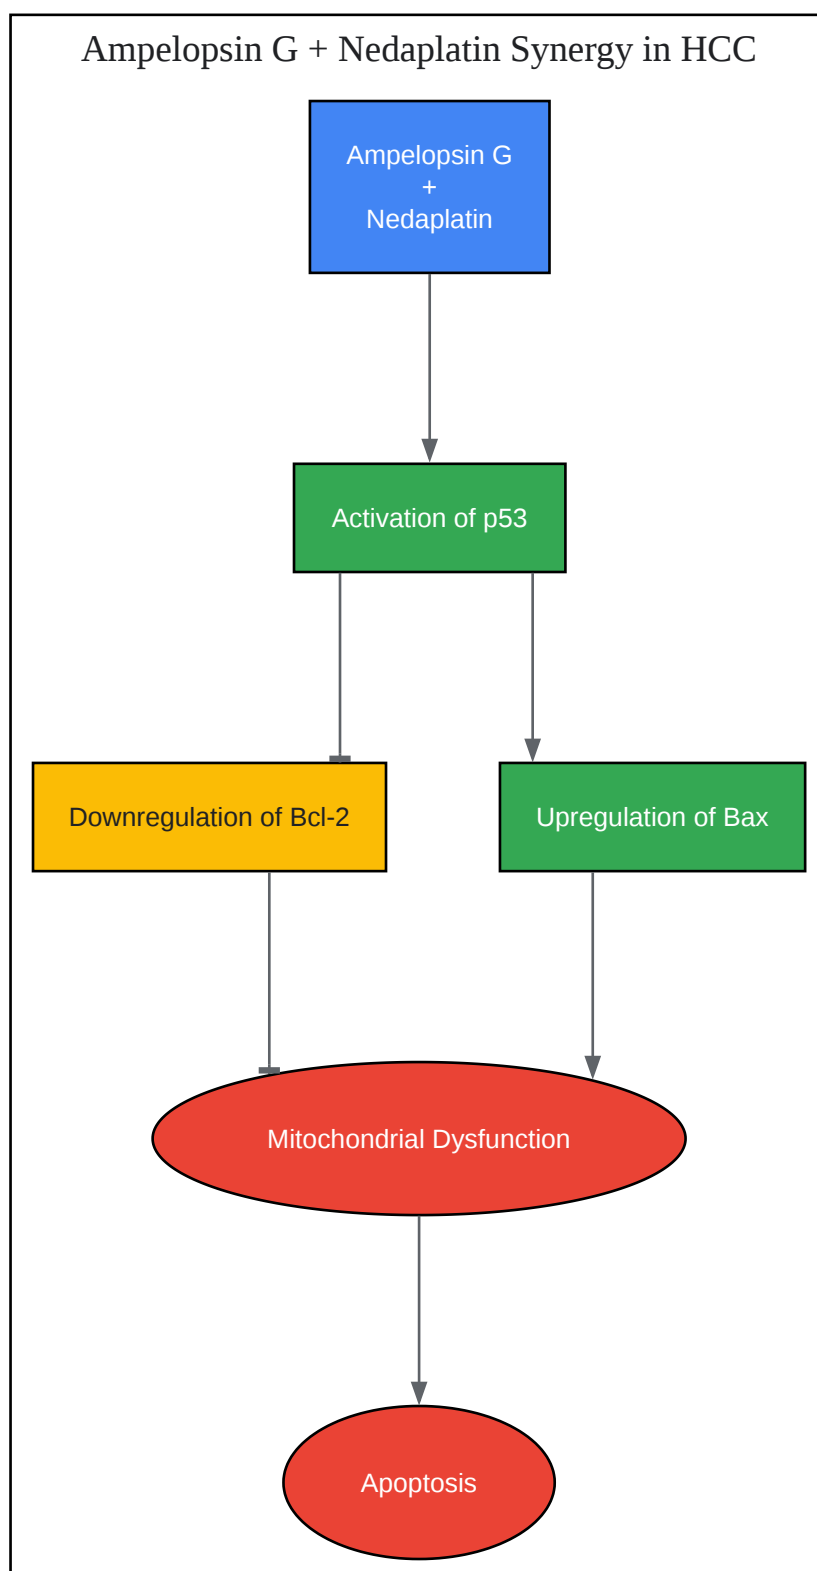 Ampelopsin G + Nedaplatin Synergy in HCC
Ampelopsin G
+
Nedaplatin
Activation of p53
Downregulation of Bcl-2
Upregulation of Bax
Mitochondrial Dysfunction
Apoptosis